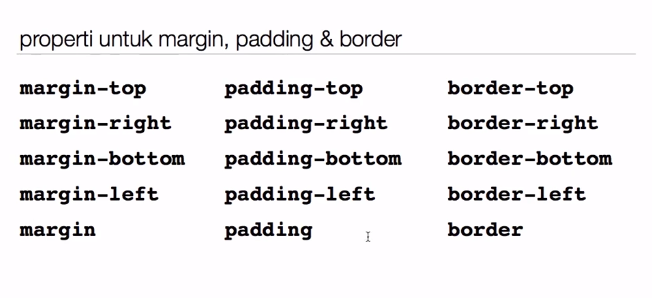 properti untuk margin, padding & border
margin-top padding-top border-top
margin-right padding-right border-right
margin-bottom padding-bottom border-bottom
margin-left padding-left border-left
margin padding border